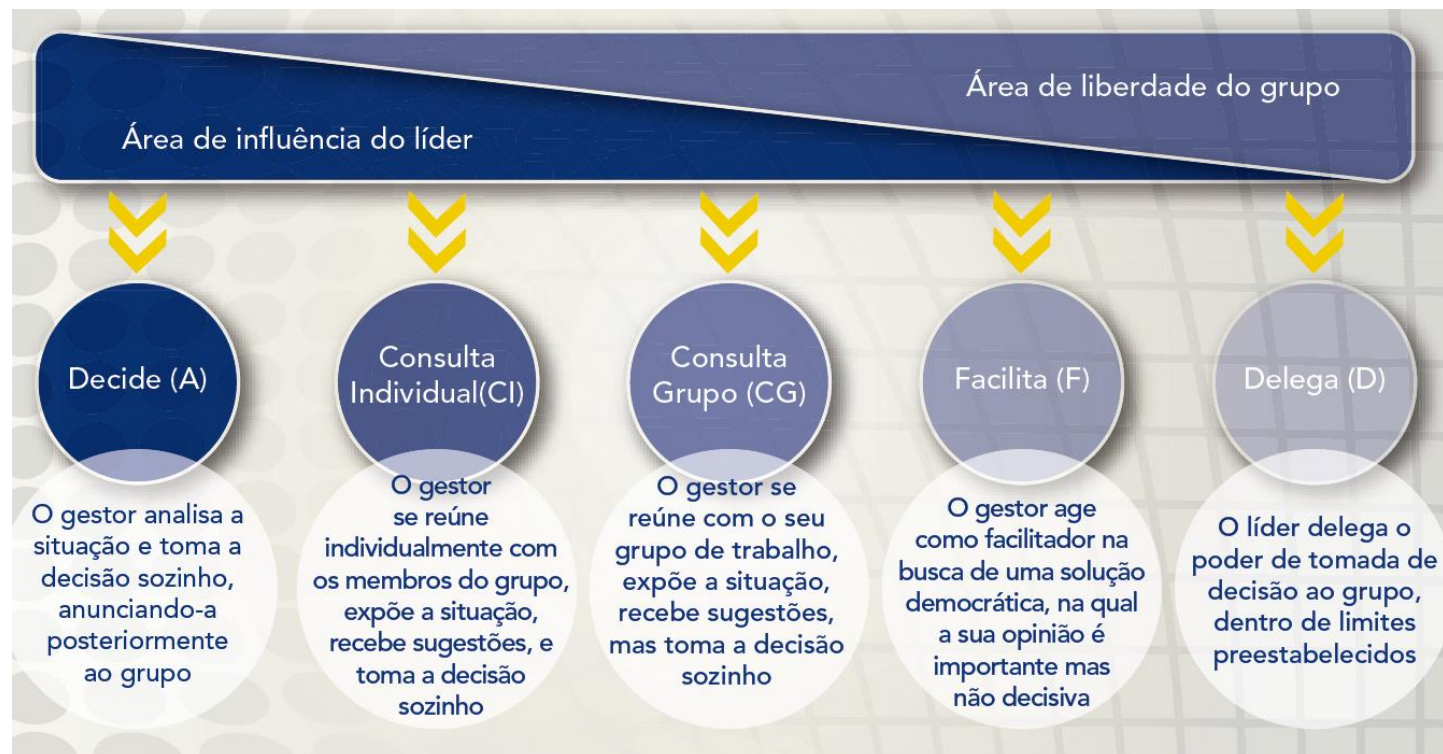 Área de liberdade do grupo
Área de influência do líder
Decide (A)
O gestor analisa a
situação e toma a
decisão sozinho,
anunciando-a
posteriormente
ao grupo
Consulta
Individual(CI)
O gestor
se reúne
individualmente com
os membros do grupo,
expõe a situação,
recebe sugestões, e
toma a decisão
sozinho
Consulta
Grupo (CG)
O gestor se
reúne com o seu
grupo de trabalho,
expõe a situação,
recebe sugestões,
mas toma a decisão
sozinho
Facilita (F)
O gestor age
como facilitador na
busca de uma solução
democrática, na qual
a sua opinião é
importante mas
não decisiva
Delega (D)
O líder delega o
poder de tomada de
decisão ao grupo,
dentro de limites
preestabelecidos